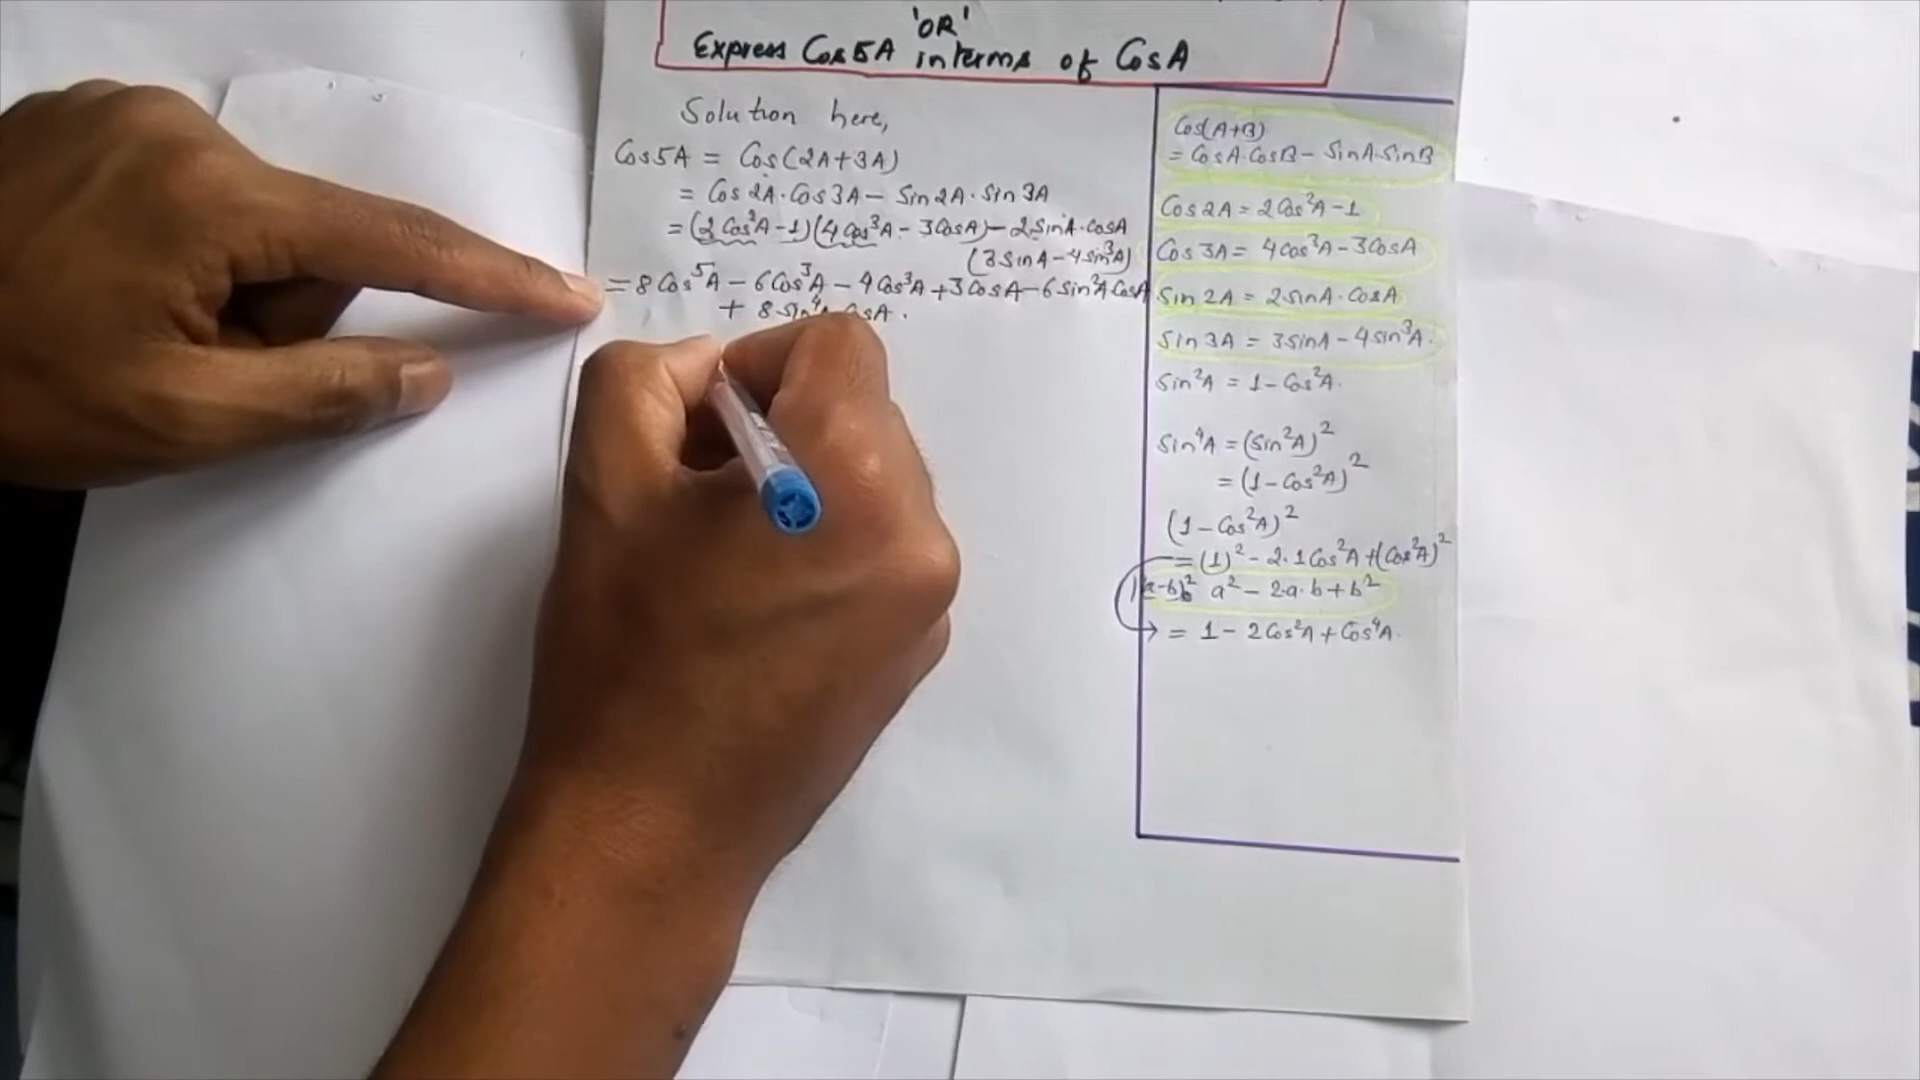 'OR'
Express Cos5A interms of CosA
Solution here,
Cos5A = Cos(2A+3A)
= Cos2A.Cos3A - Sin2A.Sin3A
= (2Cos²A-1)(4Cos³A - 3CosA) - 2SinA.CosA
(3SinA-4Sin³A)
= 8Cos⁵A - 6Cos³A - 4Cos³A + 3CosA - 6Sin²A CosA
+ 8Sin⁴A CosA.
Cos(A+B)
= CosA.CosB - SinA.SinB
Cos2A = 2Cos²A-1
Cos3A = 4Cos³A-3CosA
Sin2A = 2SinA.CosA
Sin3A = 3SinA-4Sin³A.
Sin²A = 1-Cos²A.
Sin⁴A = (Sin²A)²
= (1-Cos²A)²
(1-Cos²A)²
= (1)² - 2.1Cos²A+(Cos²A)²
(a-b)² a² - 2.a.b+b²
= 1 - 2Cos²A + Cos⁴A.